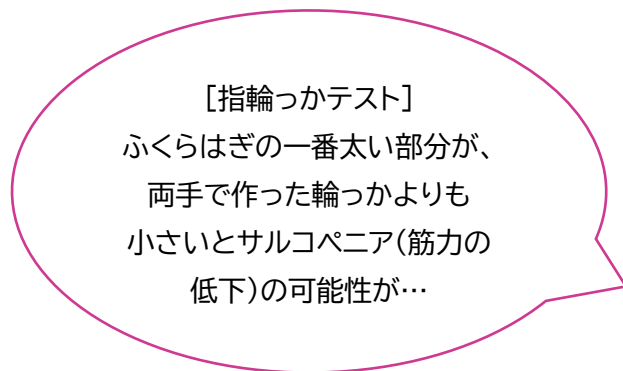 [指輪っかテスト]
ふくらはぎの一番太い部分が、
両手で作った輪っかよりも
小さいとサルコペニア(筋力の
低下)の可能性が…